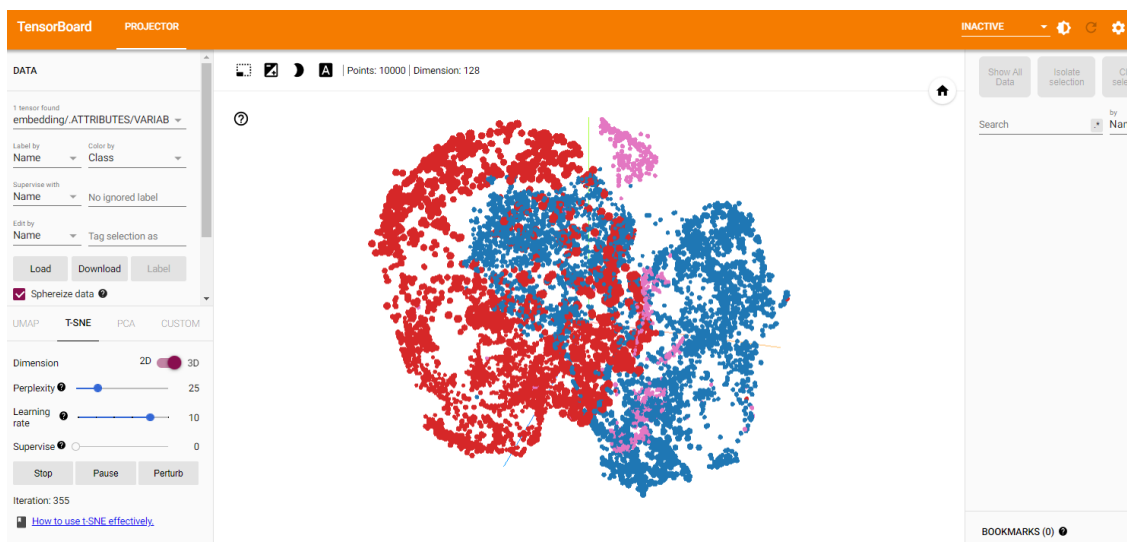 TensorBoard PROJECTOR INACTIVE
DATA
1 tensor found
embedding/.ATTRIBUTES/VARIAB
Label by Color by
Name Class
Supervise with
Name No ignored label
Edit by
Name Tag selection as
Load Download Label
Sphereize data
UMAP T-SNE PCA CUSTOM
Dimension 2D 3D
Perplexity 25
Learning
rate 10
Supervise 0
Stop Pause Perturb
Iteration: 355
How to use t-SNE effectively.
A Points: 10000 | Dimension: 128
Show All
Data
Isolate
selection
Search .* by
BOOKMARKS (0)